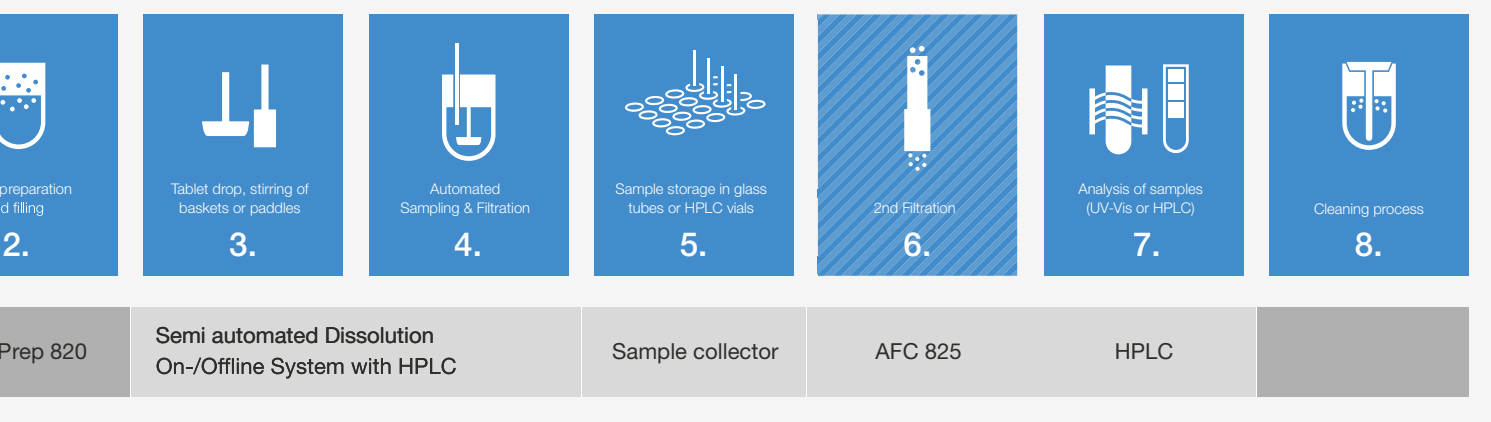 preparation
d filling
2.
Tablet drop, stirring of
baskets or paddles
3.
Automated
Sampling & Filtration
4.
Sample storage in glass
tubes or HPLC vials
5.
2nd Filtration
6.
Analysis of samples
(UV-Vis or HPLC)
7.
Cleaning process
8.
Prep 820
Semi automated Dissolution
On-/Offline System with HPLC
Sample collector
AFC 825
HPLC